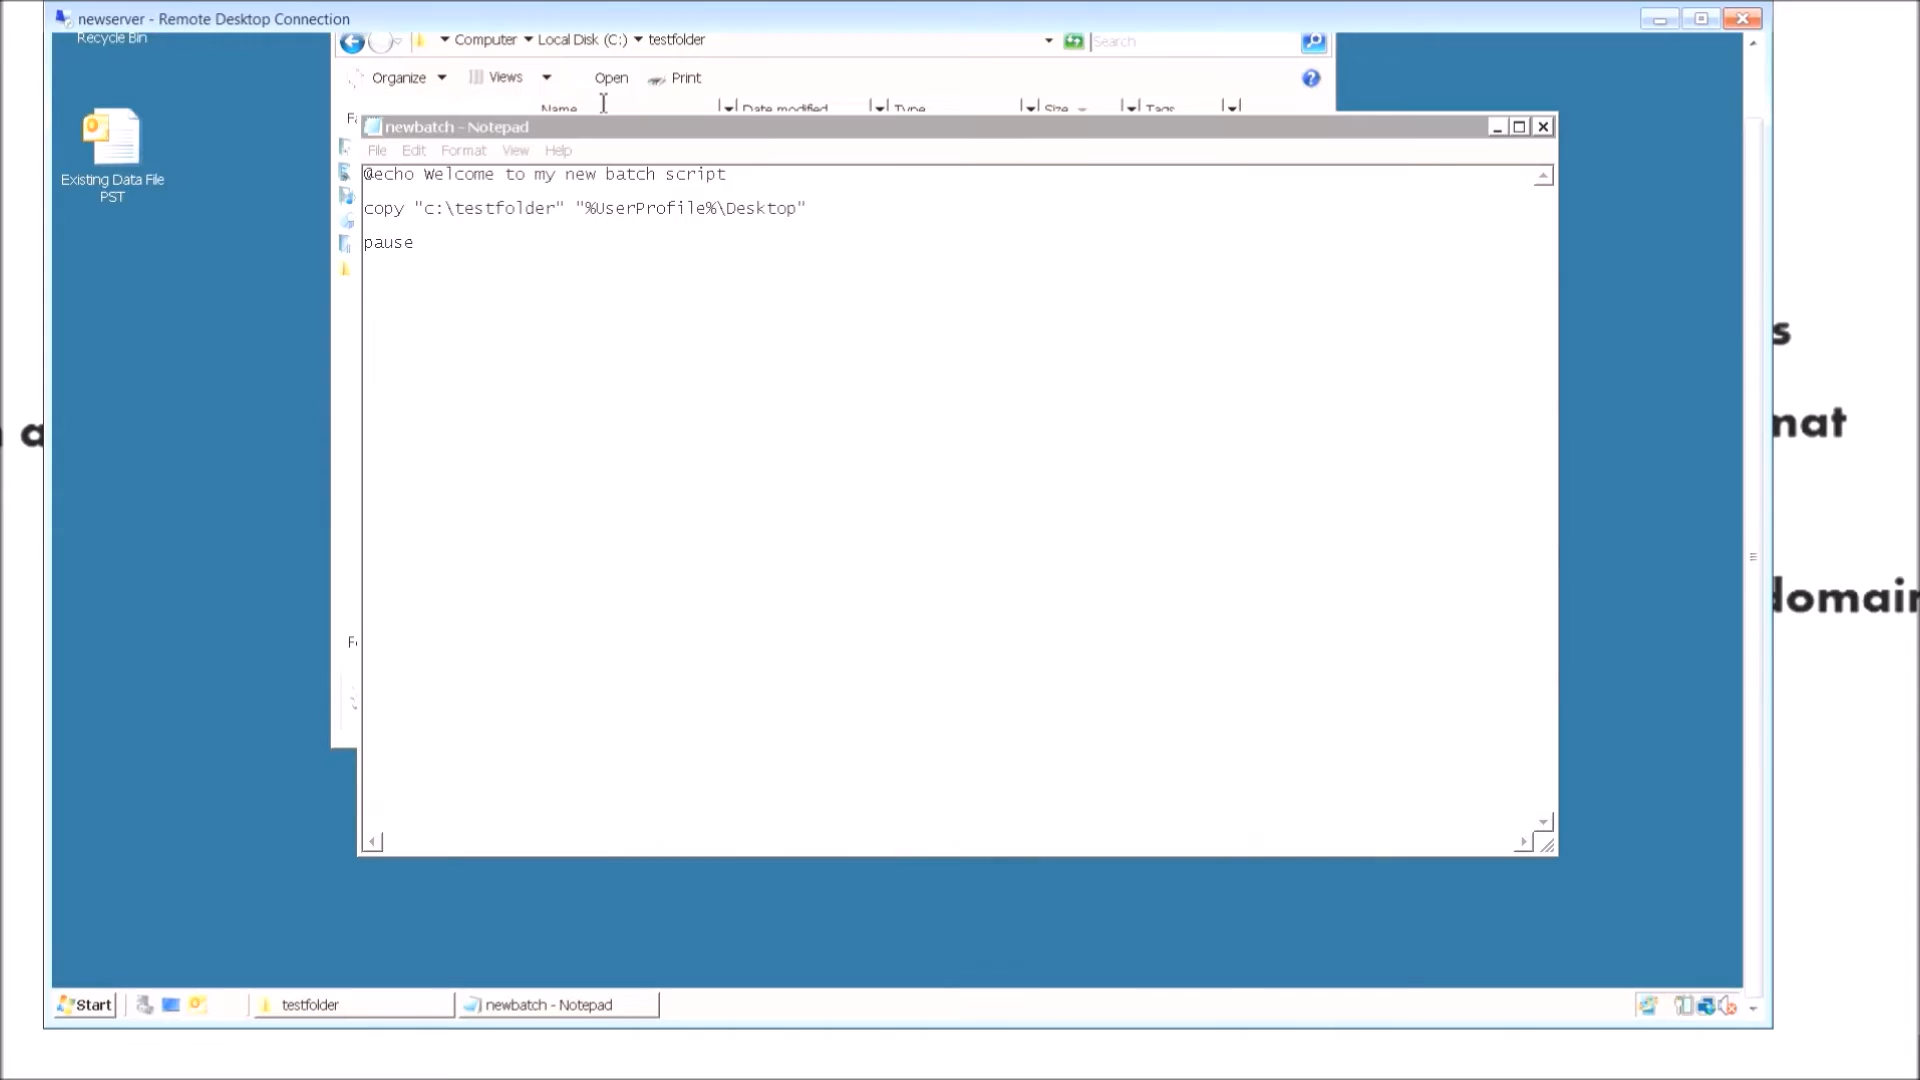 newserver - Remote Desktop Connection
Recycle Bin
Computer Local Disk (C:) testfolder
Search
Organize Views Open Print
Name Date modified Type Size Tags
newbatch - Notepad
File Edit Format View Help
@echo Welcome to my new batch script
copy "c:\testfolder" "%UserProfile%\Desktop"
pause
Existing Data File
PST
s
a
mat
domain
Start testfolder newbatch - Notepad